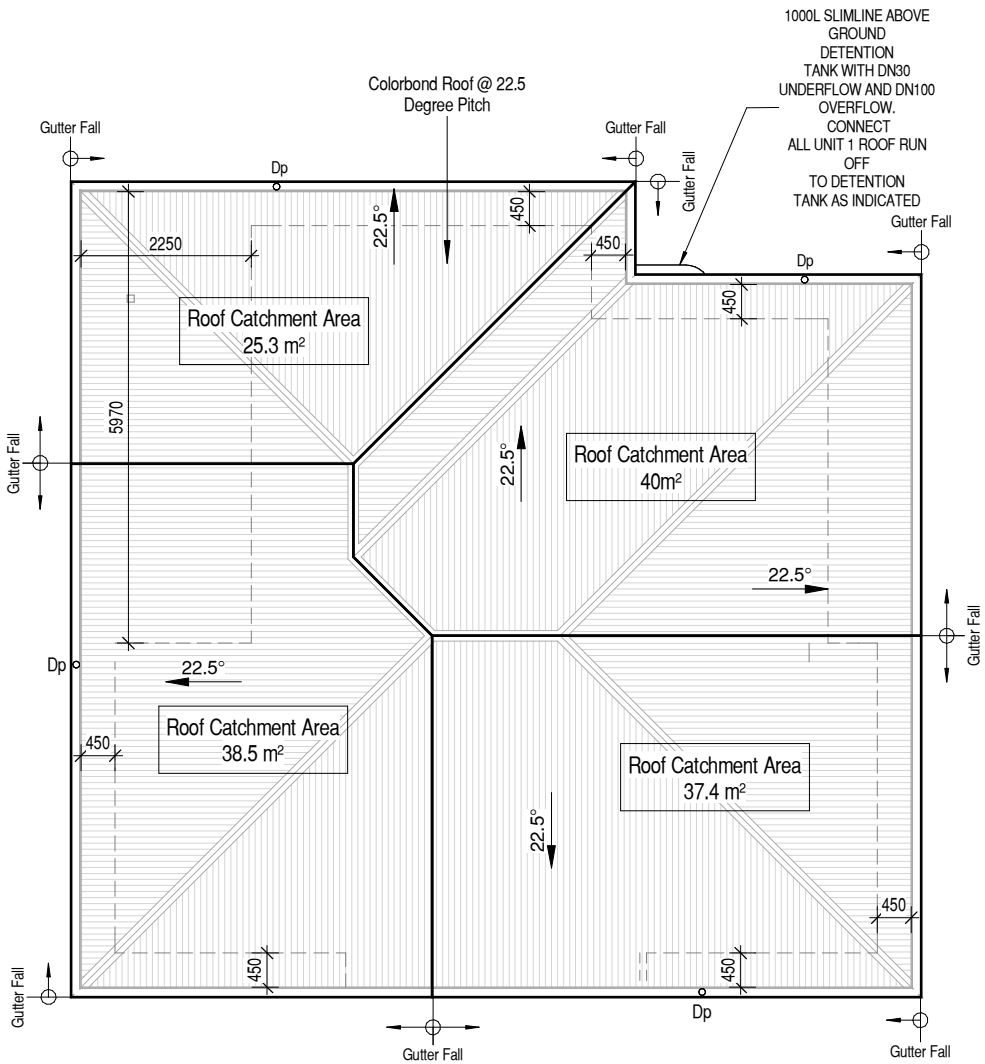 1000L SLIMLINE ABOVE
GROUND
DETENTION
TANK WITH DN30
UNDERFLOW AND DN100
OVERFLOW.
CONNECT
ALL UNIT 1 ROOF RUN
OFF
TO DETENTION
TANK AS INDICATED
Colorbond Roof @ 22.5
Degree Pitch
Gutter Fall
Gutter Fall
Gutter Fall
Gutter Fall
Dp
450
22.5°
2250
450
Dp
450
Roof Catchment Area
25.3 m²
5970
Gutter Fall
22.5°
Roof Catchment Area
40m²
22.5°
Gutter Fall
Dp
22.5°
450
Roof Catchment Area
38.5 m²
Roof Catchment Area
37.4 m²
22.5°
450
450
450
Gutter Fall
Dp
Gutter Fall
Gutter Fall